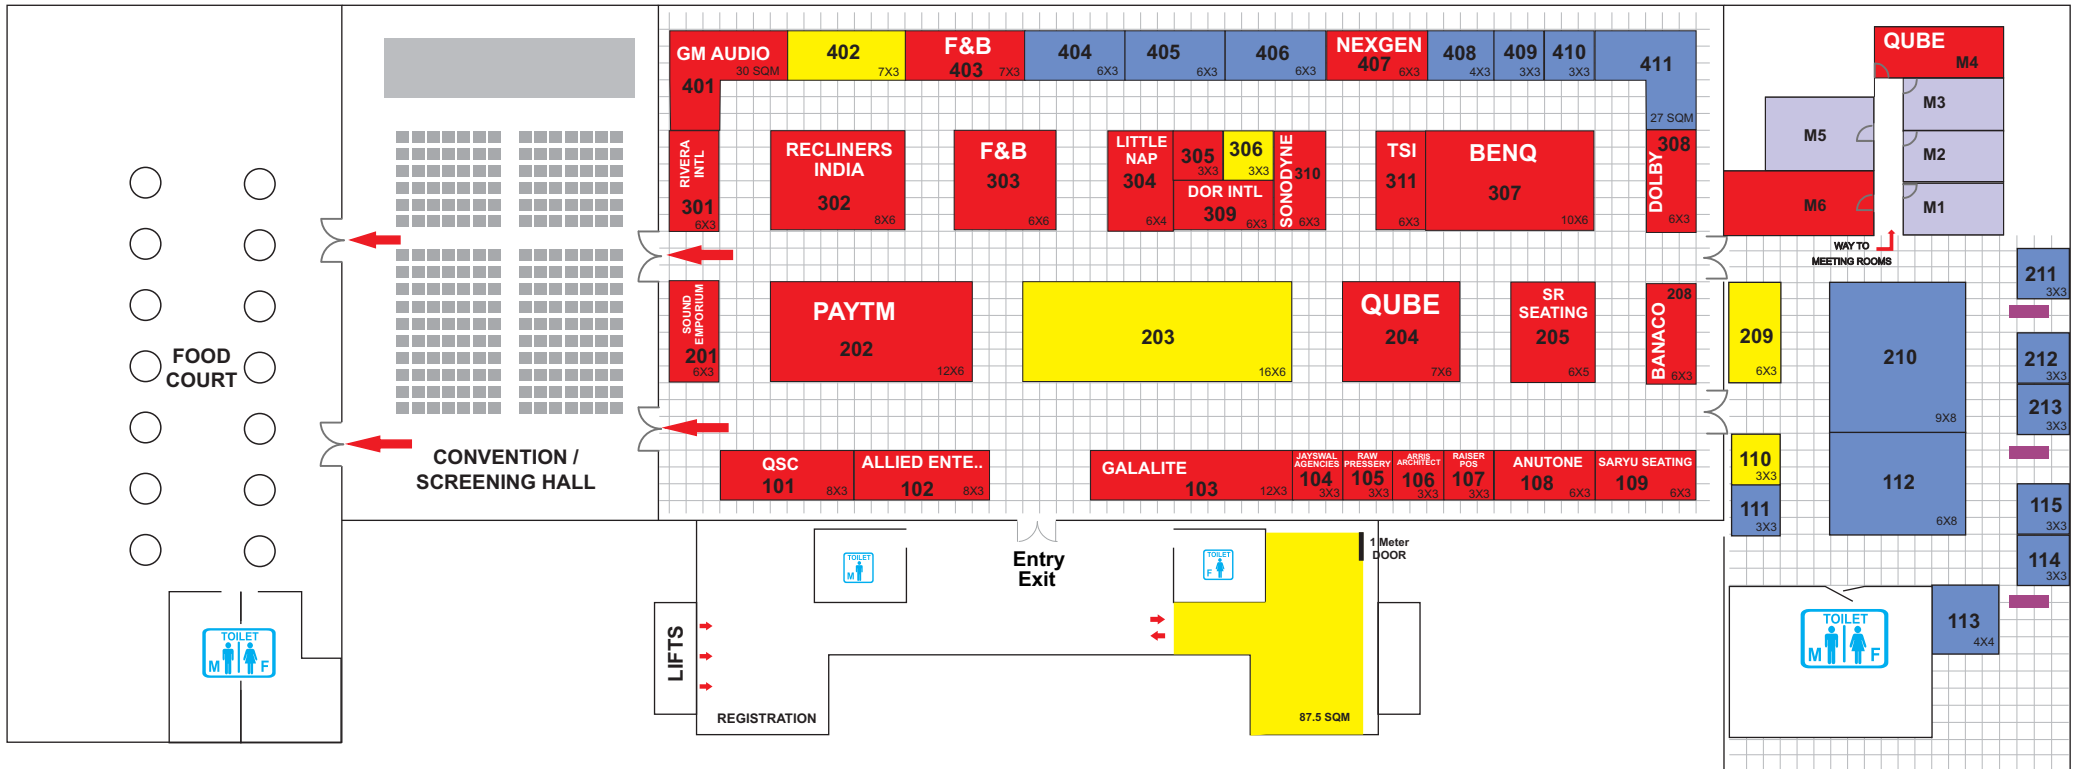 GM AUDIO
30 SQM
401
402
7X3
F&B
403
7X3
404
6X3
405
6X3
406
6X3
NEXGEN
407
6X3
408
4X3
409
3X3
410
3X3
411
27 SQM
QUBE
M4
M3
M5
M2
M6
M1
WAY TO
MEETING ROOMS
RIVERA
INTL
301
6X3
RECLINERS
INDIA
302
8X6
F&B
303
6X6
LITTLE
NAP
304
6X4
305
3X3
306
3X3
DOR INTL
309
6X3
SONODYNE
310
6X3
TSI
311
6X3
BENQ
307
10X6
308
DOLBY
6X3
SOUND
EMPORIUM
201
6X3
PAYTM
202
12X6
203
16X6
QUBE
204
7X6
SR
SEATING
205
6X5
208
BANACO
6X3
209
6X3
210
9X8
211
3X3
212
3X3
213
3X3
FOOD
COURT
CONVENTION /
SCREENING HALL
QSC
101
8X3
ALLIED ENTE..
102
8X3
GALALITE
103
12X3
JAYSWAL
AGENCIES
104
3X3
RAW
PRESSERY
105
3X3
ARRIS
ARCHITECT
106
3X3
RAISER
POS
107
3X3
ANUTONE
108
6X3
SARYU SEATING
109
6X3
110
3X3
111
3X3
112
6X8
115
3X3
114
3X3
113
4X4
Entry
Exit
TOILET
M
TOILET
F
1 Meter
DOOR
TOILET
M F
LIFTS
REGISTRATION
87.5 SQM
TOILET
M F